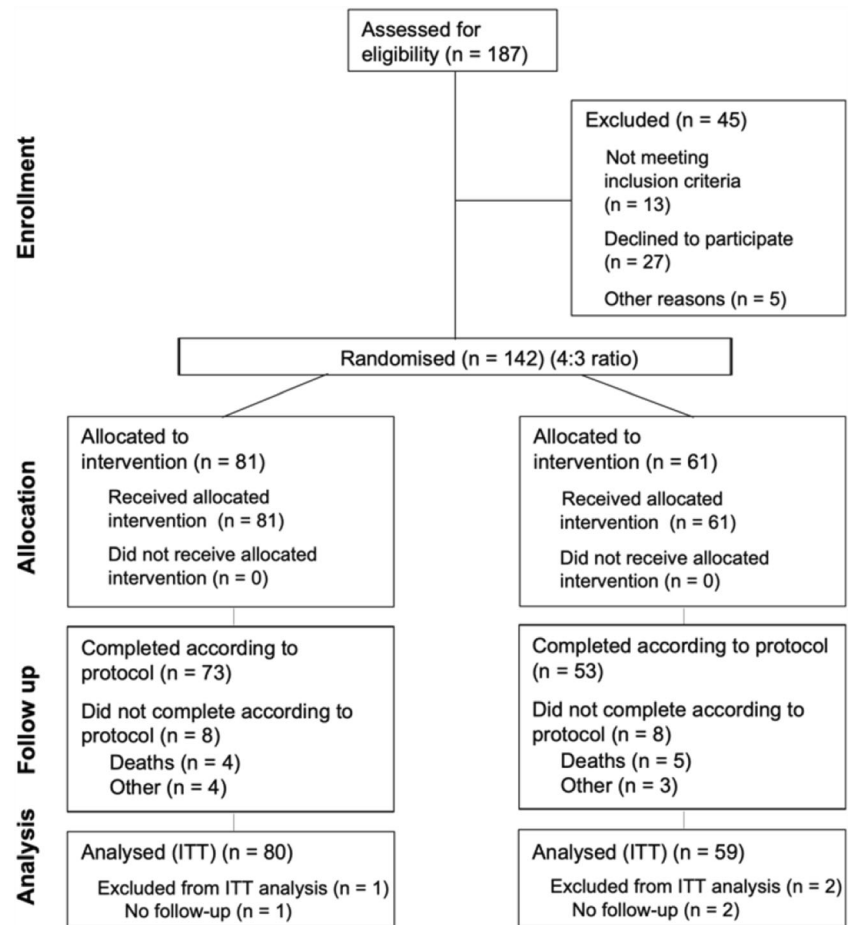 Assessed for
eligibility (n = 187)
Enrollment
Excluded (n = 45)
Not meeting
inclusion criteria
(n = 13)
Declined to participate
(n = 27)
Other reasons (n = 5)
Randomised (n = 142) (4:3 ratio)
Allocation
Allocated to
intervention (n = 81)
Received allocated
intervention (n = 81)
Did not receive allocated
intervention (n = 0)
Allocated to
intervention (n = 61)
Received allocated
intervention (n = 61)
Did not receive allocated
intervention (n = 0)
Follow up
Completed according to
protocol (n = 73)
Did not complete according to
protocol (n = 8)
Deaths (n = 4)
Other (n = 4)
Completed according to protocol
(n = 53)
Did not complete according to
protocol (n = 8)
Deaths (n = 5)
Other (n = 3)
Analysis
Analysed (ITT) (n = 80)
Excluded from ITT analysis (n = 1)
No follow-up (n = 1)
Analysed (ITT) (n = 59)
Excluded from ITT analysis (n = 2)
No follow-up (n = 2)